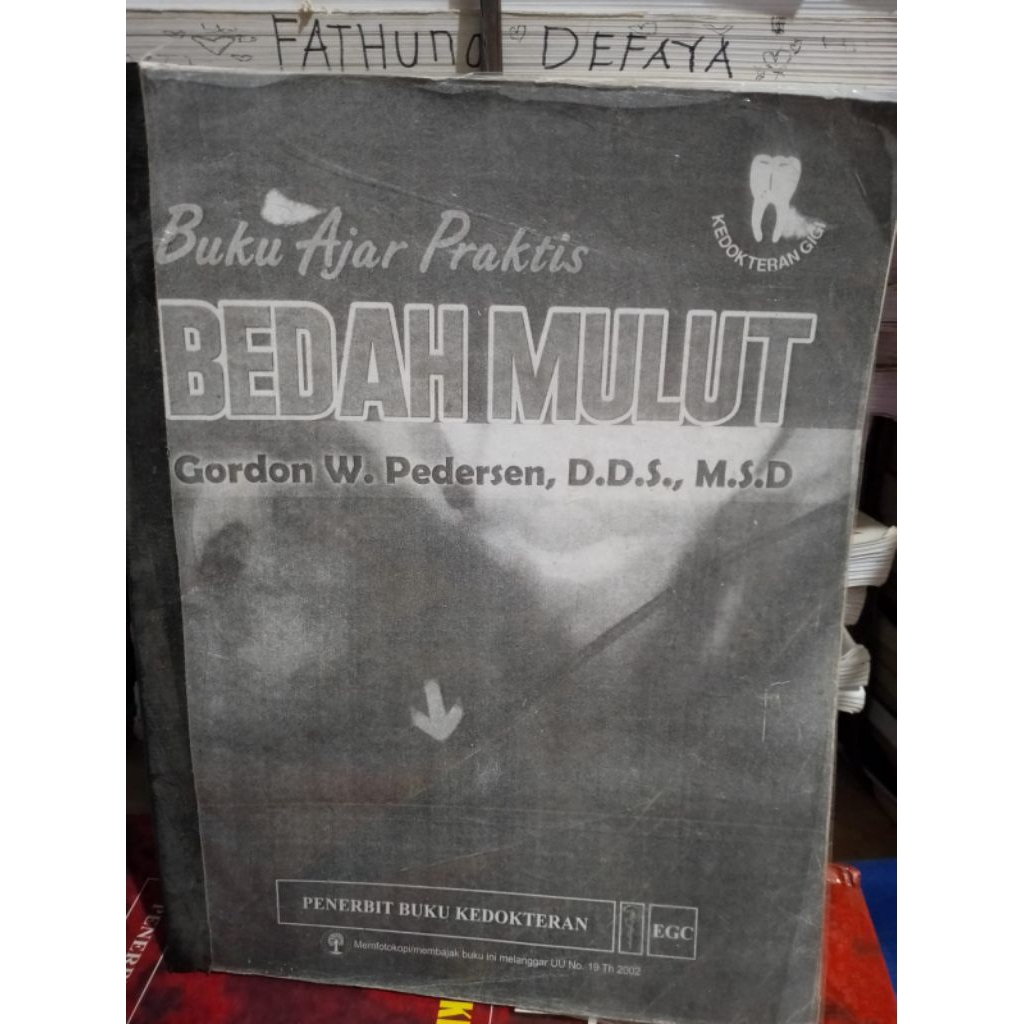 FATHUNG DEFAYA
KEDOKTERAN GIGI
Buku Ajar Praktis
BEDAH MULUT
Gordon W. Pedersen, D.D.S., M.S.D
PENERBIT BUKU KEDOKTERAN
EGC
Memfotokopi/membajak buku ini melanggar UU No. 19 Th 2002